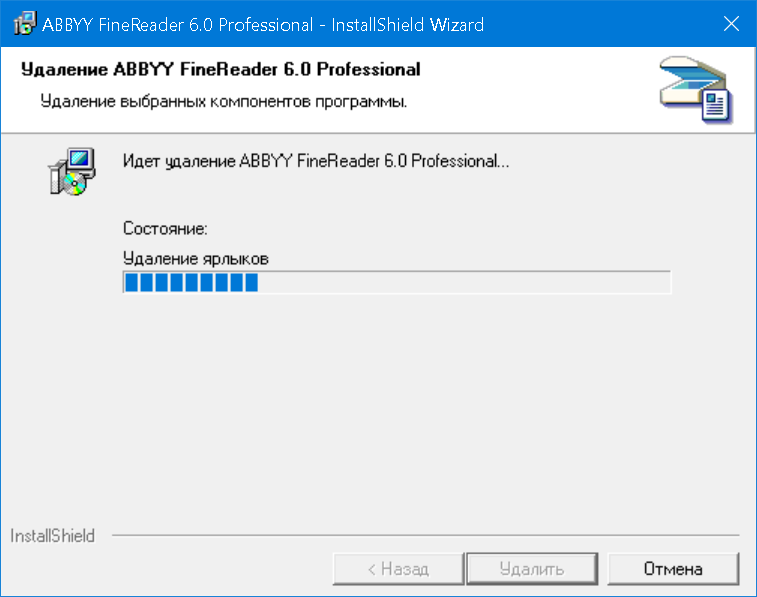 ABBYY FineReader 6.0 Professional - InstallShield Wizard
Удаление ABBYY FineReader 6.0 Professional
Удаление выбранных компонентов программы.
Идет удаление ABBYY FineReader 6.0 Professional...
Состояние:
Удаление ярлыков
InstallShield
< Назад
Удалить
Отмена